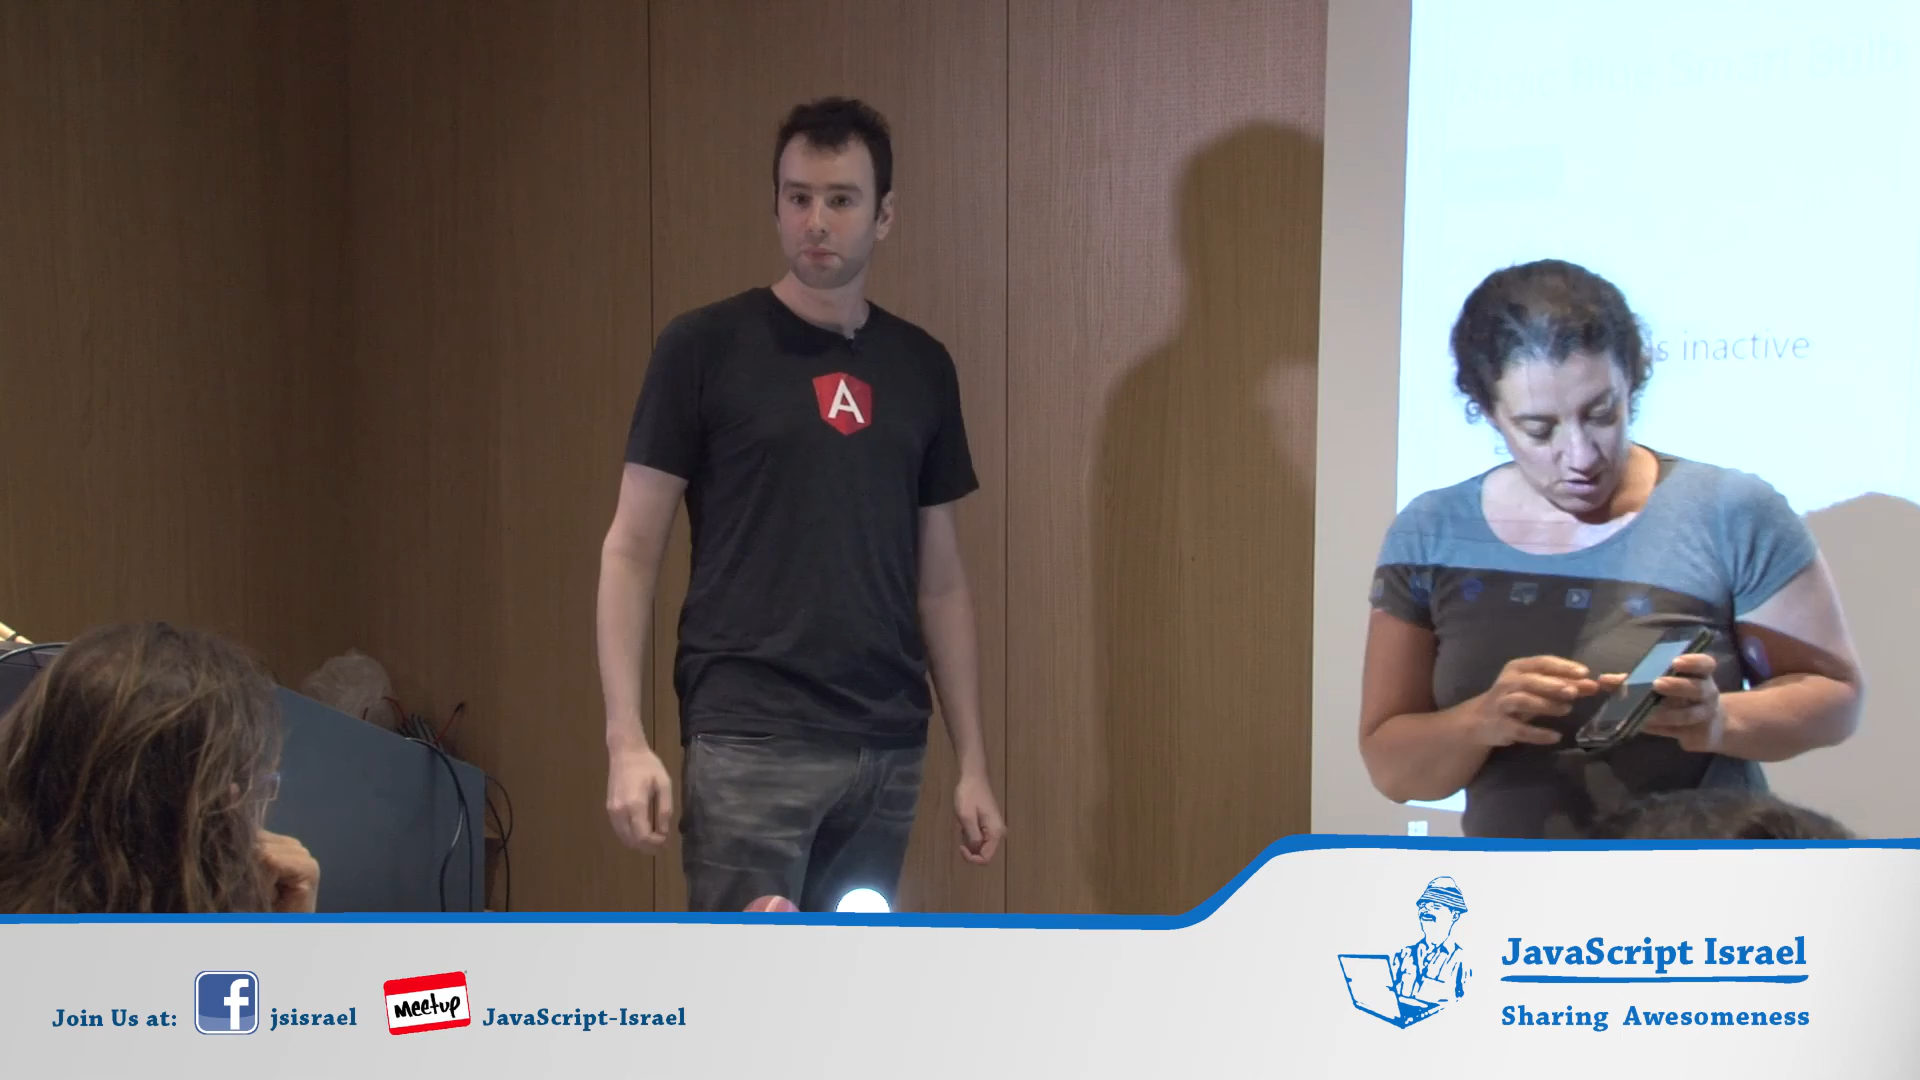 A
inactive
Join Us at:
jsisrael
meetup
JavaScript-Israel
JavaScript Israel
Sharing Awesomeness